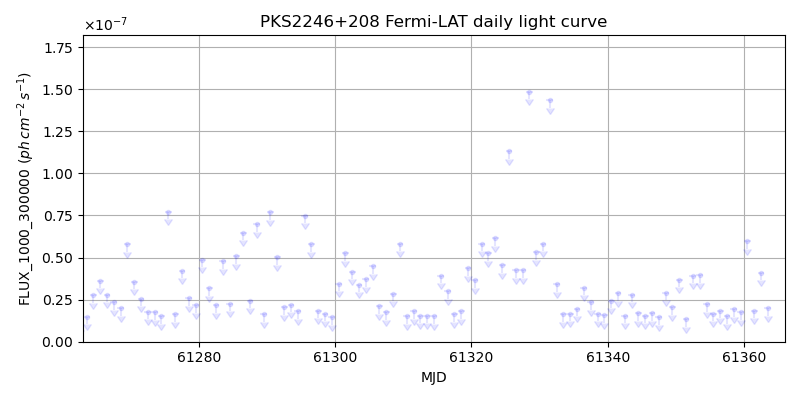 PKS2246+208 Fermi-LAT daily light curve
×10⁻⁷
1.75
1.50
1.25
1.00
0.75
0.50
0.25
0.00
FLUX_1000_300000 (ph cm⁻² s⁻¹)
61280 61300 61320 61340 61360
MJD